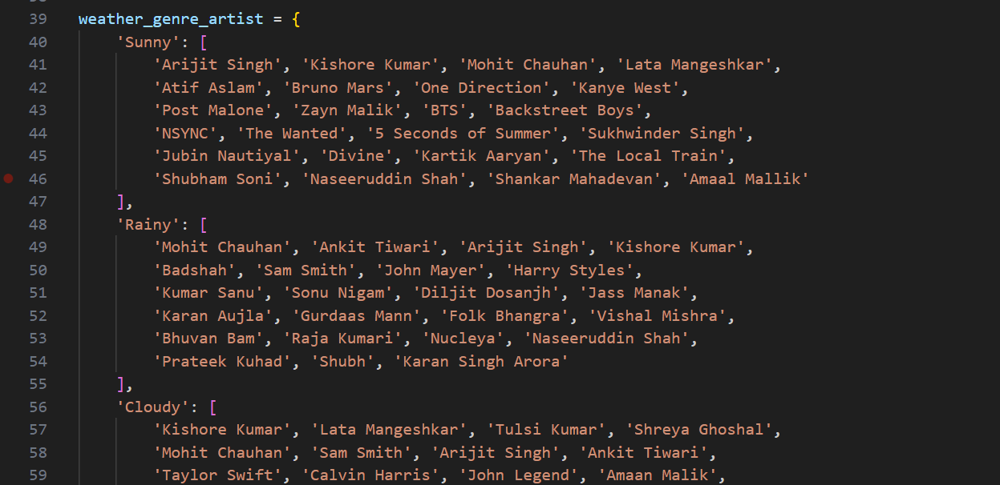 39 weather_genre_artist = {
40 'Sunny': [
41 'Arijit Singh', 'Kishore Kumar', 'Mohit Chauhan', 'Lata Mangeshkar',
42 'Atif Aslam', 'Bruno Mars', 'One Direction', 'Kanye West',
43 'Post Malone', 'Zayn Malik', 'BTS', 'Backstreet Boys',
44 'NSYNC', 'The Wanted', '5 Seconds of Summer', 'Sukhwinder Singh',
45 'Jubin Nautiyal', 'Divine', 'Kartik Aaryan', 'The Local Train',
46 'Shubham Soni', 'Naseeruddin Shah', 'Shankar Mahadevan', 'Amaal Mallik'
47 ],
48 'Rainy': [
49 'Mohit Chauhan', 'Ankit Tiwari', 'Arijit Singh', 'Kishore Kumar',
50 'Badshah', 'Sam Smith', 'John Mayer', 'Harry Styles',
51 'Kumar Sanu', 'Sonu Nigam', 'Diljit Dosanjh', 'Jass Manak',
52 'Karan Aujla', 'Gurdaas Mann', 'Folk Bhangra', 'Vishal Mishra',
53 'Bhuvan Bam', 'Raja Kumari', 'Nucleya', 'Naseeruddin Shah',
54 'Prateek Kuhad', 'Shubh', 'Karan Singh Arora'
55 ],
56 'Cloudy': [
57 'Kishore Kumar', 'Lata Mangeshkar', 'Tulsi Kumar', 'Shreya Ghoshal',
58 'Mohit Chauhan', 'Sam Smith', 'Arijit Singh', 'Ankit Tiwari',
59 'Taylor Swift', 'Calvin Harris', 'John Legend', 'Amaan Malik',